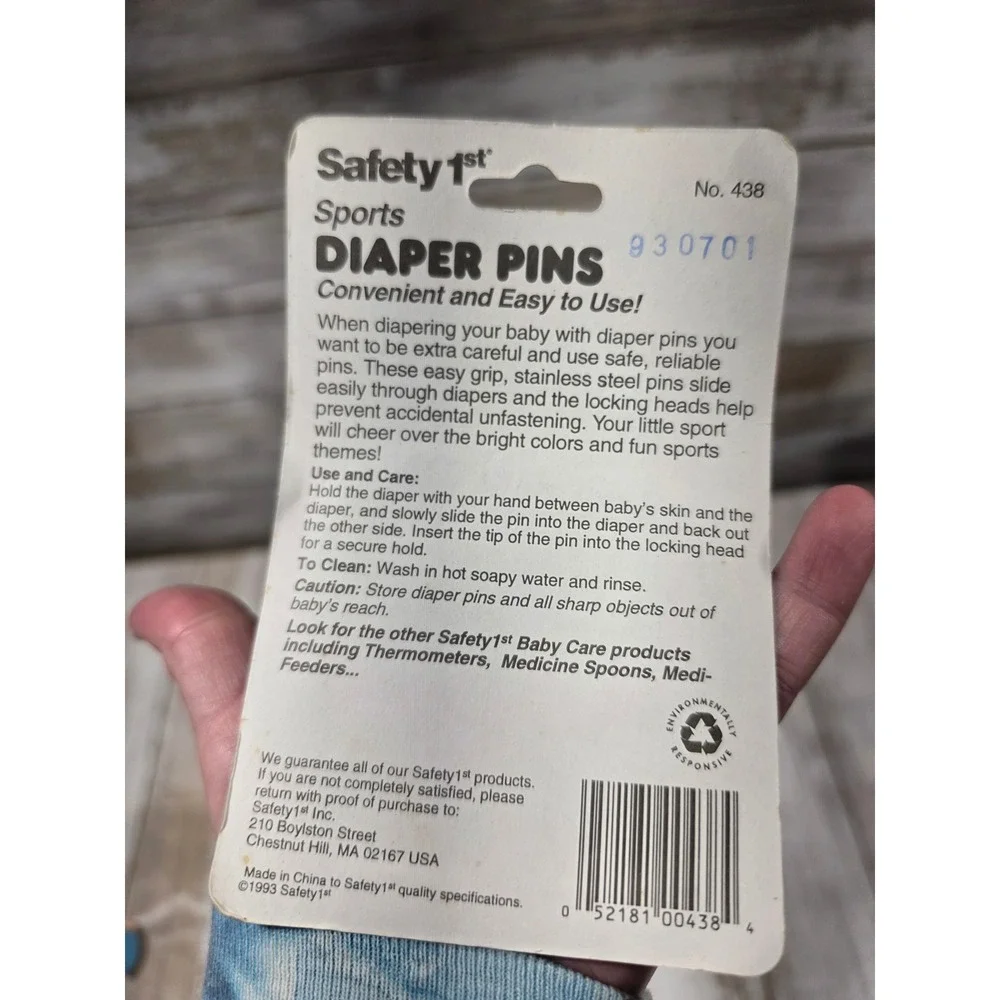 Safety 1st®
No. 438
Sports
930701
DIAPER PINS
Convenient and Easy to Use!
When diapering your baby with diaper pins you
want to be extra careful and use safe, reliable
pins. These easy grip, stainless steel pins slide
easily through diapers and the locking heads help
prevent accidental unfastening. Your little sport
will cheer over the bright colors and fun sports
themes!
Use and Care:
Hold the diaper with your hand between baby's skin and the
diaper, and slowly slide the pin into the diaper and back out
the other side. Insert the tip of the pin into the locking head
for a secure hold.
To Clean: Wash in hot soapy water and rinse.
Caution: Store diaper pins and all sharp objects out of
baby's reach.
Look for the other Safety1st Baby Care products
including Thermometers, Medicine Spoons, Medi-
Feeders...
ENVIRONMENTALLY
RESPONSIVE
We guarantee all of our Safety1st products.
If you are not completely satisfied, please
return with proof of purchase to:
Safety1st Inc.
210 Boylston Street
Chestnut Hill, MA 02167 USA
Made in China to Safety1st quality specifications.
©1993 Safety1st
0 52181 00438 4